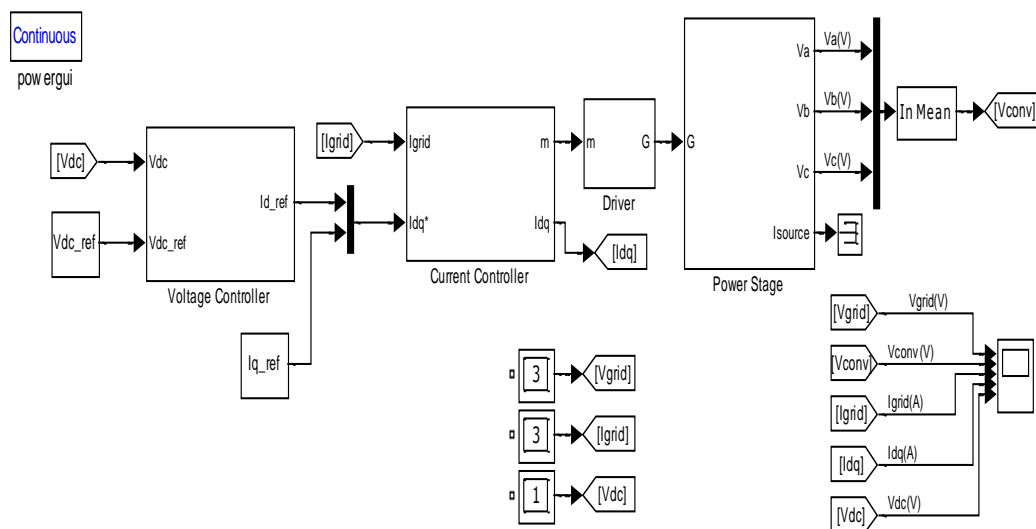 Continuous
powergui
[Vdc]
Vdc_ref
Vdc
Vdc_ref
Id_ref
Voltage Controller
Iq_ref
[Igrid]
Igrid
Idq*
m
Idq
Current Controller
[Idq]
m
G
Driver
G
Va
Vb
Vc
Isource
Power Stage
Va(V)
Vb(V)
Vc(V)
In Mean
[Vconv]
3
[Vgrid]
3
[Igrid]
1
[Vdc]
[Vgrid]
Vgrid(V)
[Vconv]
Vconv(V)
[Igrid]
Igrid(A)
[Idq]
Idq(A)
[Vdc]
Vdc(V)